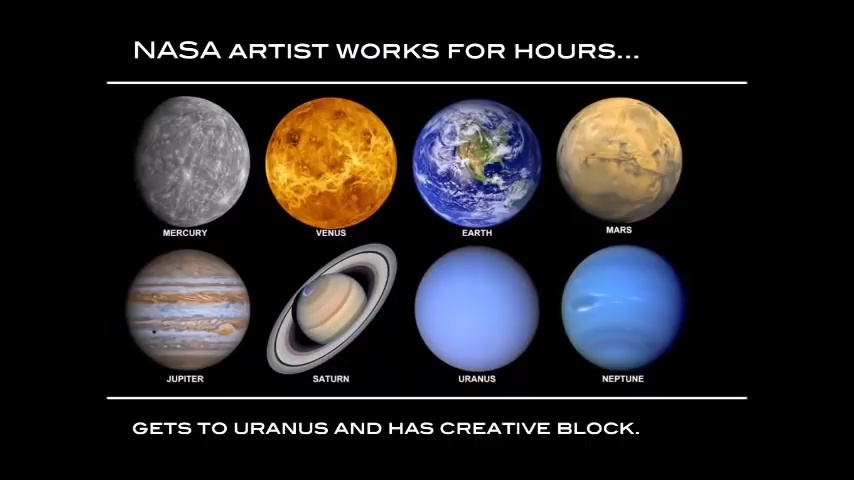 NASA ARTIST WORKS FOR HOURS...
MERCURY VENUS EARTH MARS
JUPITER SATURN URANUS NEPTUNE
GETS TO URANUS AND HAS CREATIVE BLOCK.